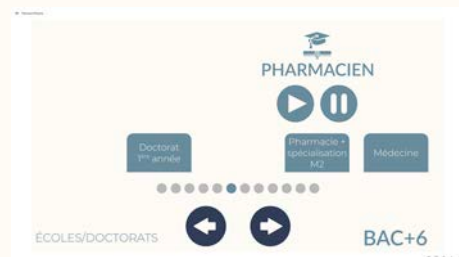 PHARMACIEN
Doctorat
1ère année
Pharmacie +
spécialisation
M2
Médecine
ÉCOLES/DOCTORATS
BAC+6